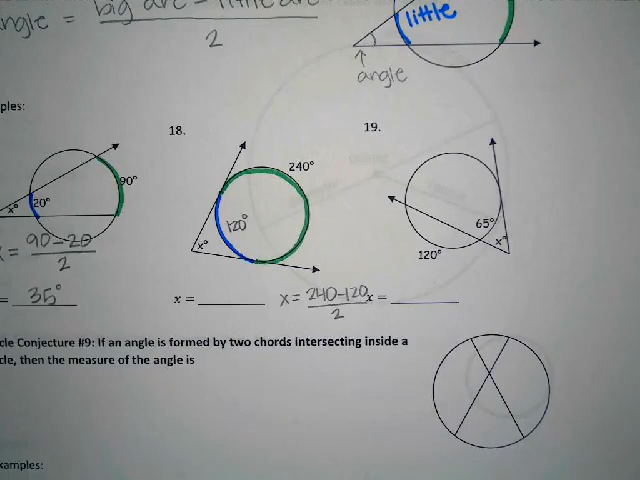 angle = big arc - little arc
2
little
angle
ples:
18.
19.
240°
90°
20°
x°
120°
x°
65°
x°
120°
x = 90-20
2
= 35°
x = ________ x = 240-120
2
x = ________
cle Conjecture #9: If an angle is formed by two chords intersecting inside a
cle, then the measure of the angle is
xamples: